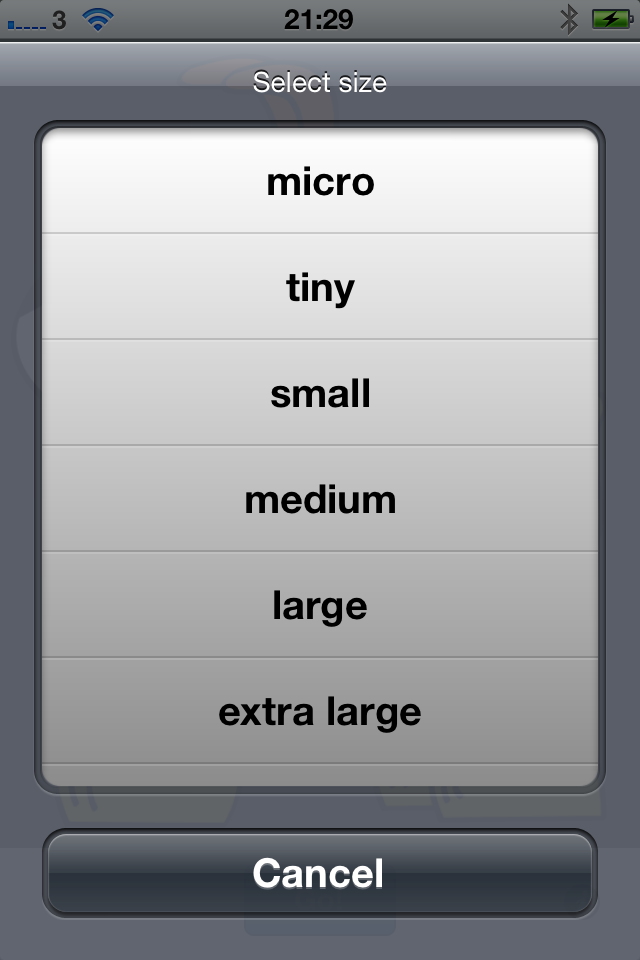 3 21:29
Select size
micro
tiny
small
medium
large
extra large
Cancel